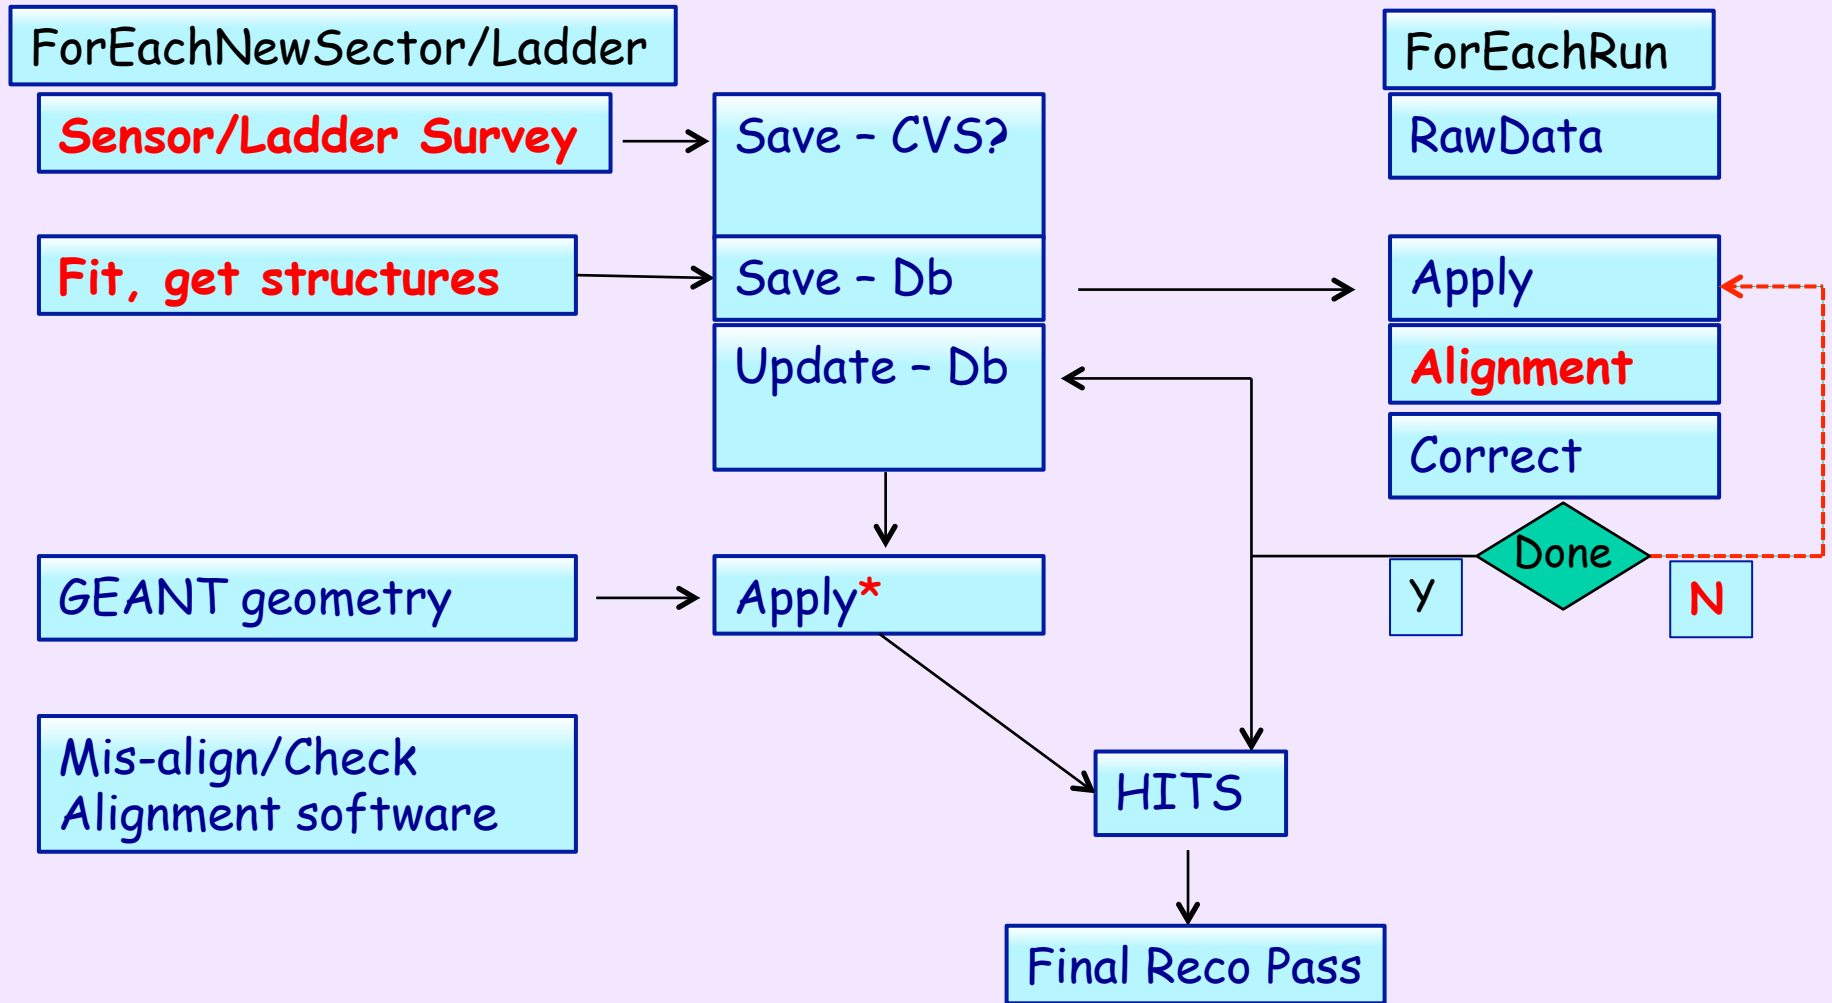 ForEachNewSector/Ladder
Sensor/Ladder Survey
Fit, get structures
GEANT geometry
Mis-align/Check
Alignment software
Save – CVS?
Save – Db
Update – Db
Apply*
HITS
Final Reco Pass
ForEachRun
RawData
Apply
Alignment
Correct
Done
Y
N